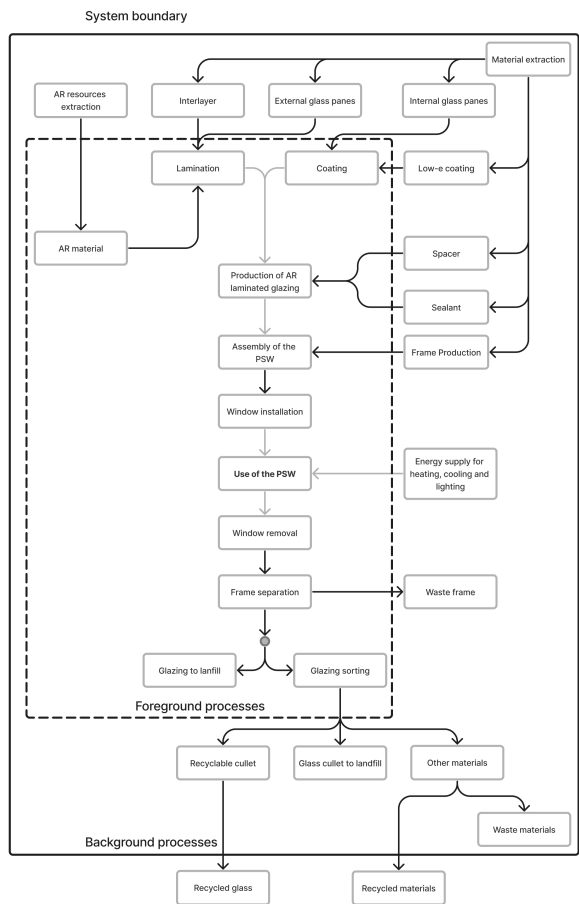 System boundary
Material extraction
AR resources
extraction
Interlayer
External glass panes
Internal glass panes
Lamination
Coating
Low-e coating
AR material
Spacer
Production of AR
laminated glazing
Sealant
Assembly of the
PSW
Frame Production
Window installation
Use of the PSW
Energy supply for
heating, cooling and
lighting
Window removal
Frame separation
Waste frame
Glazing to lanfill
Glazing sorting
Foreground processes
Recyclable cullet
Glass cullet to landfill
Other materials
Waste materials
Background processes
Recycled glass
Recycled materials